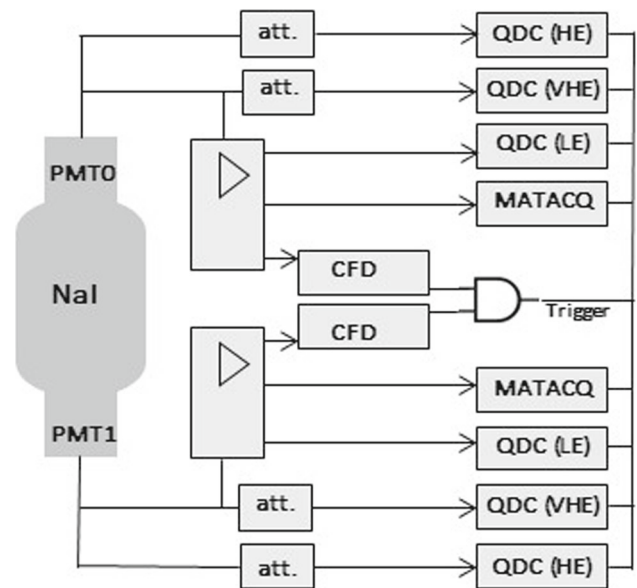 att.
QDC (HE)
att.
QDC (VHE)
QDC (LE)
PMT0
MATACQ
CFD
NaI
Trigger
CFD
MATACQ
PMT1
QDC (LE)
att.
QDC (VHE)
att.
QDC (HE)